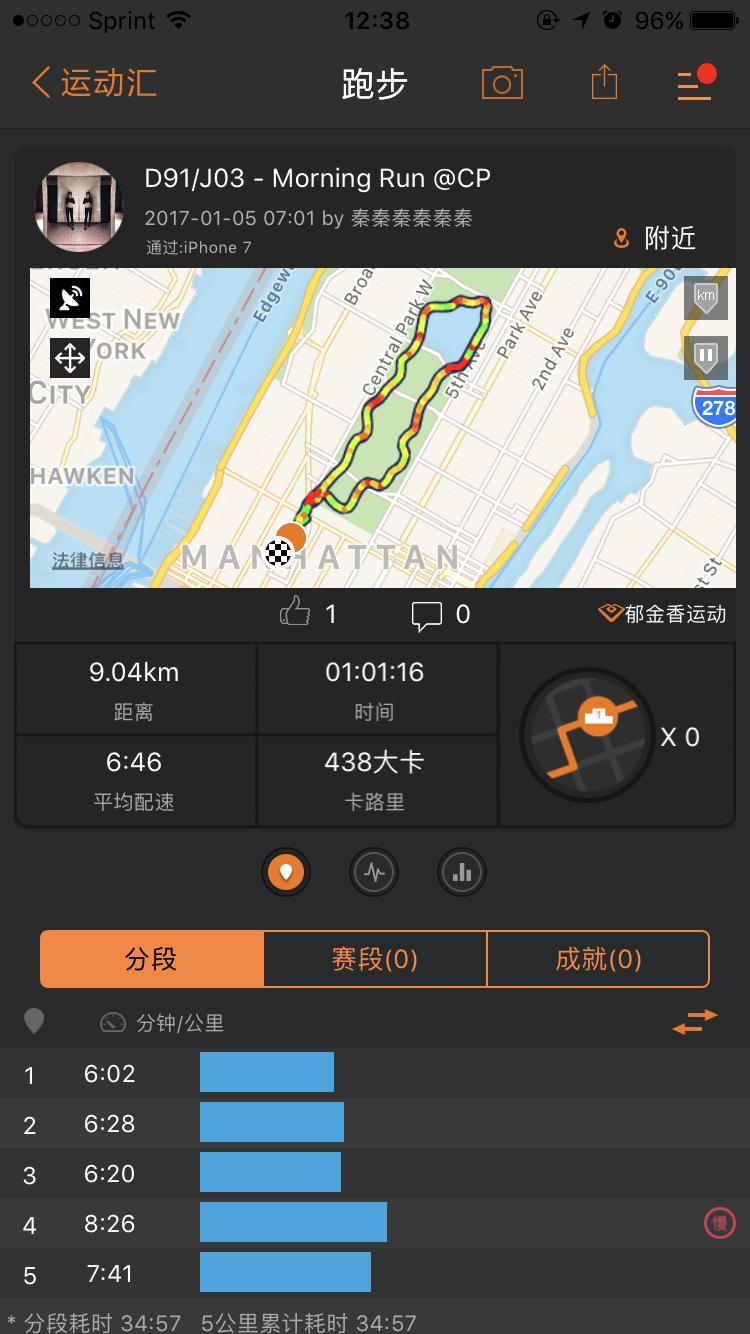 Sprint 12:38 96%
运动汇 跑步
D91/J03 - Morning Run @CP
2017-01-05 07:01 by 秦秦秦秦秦秦
通过:iPhone 7
附近
Edgew
Broa
Central Park W
5th Ave
Park Ave
2nd Ave
E 90
km
WEST NEW
YORK
CITY
278
HAWKEN
法律信息
MANHATTAN
st St
1 0 郁金香运动
9.04km 01:01:16
距离 时间
X 0
6:46 438大卡
平均配速 卡路里
分段 赛段(0) 成就(0)
分钟/公里
1 6:02
2 6:28
3 6:20
4 8:26 慢
5 7:41
* 分段耗时 34:57 5公里累计耗时 34:57